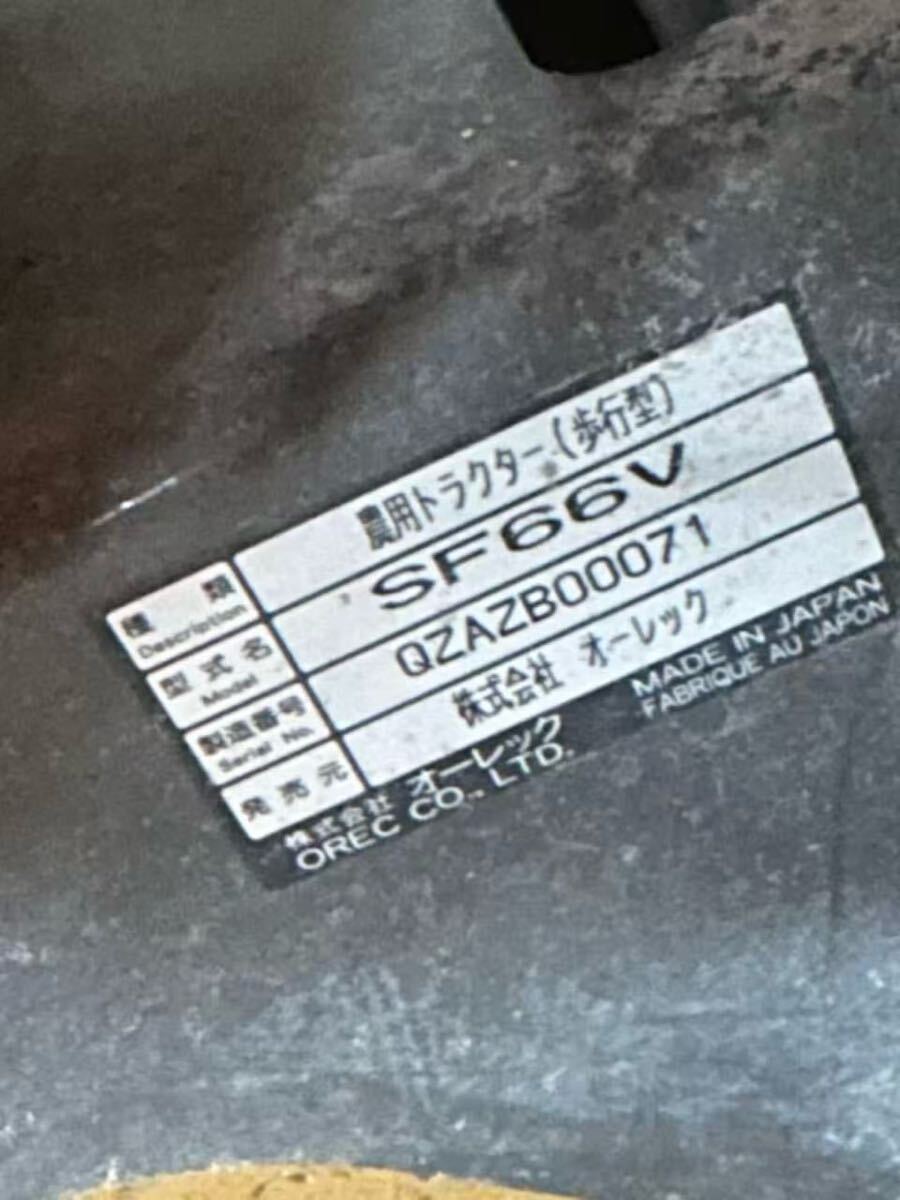 種類 農用トラクター(歩行型)
Description
型式名 SF66V
Model
製造番号 QZAZB00071
Serial No.
発売元 株式会社 オーレック
株式会社 オーレック MADE IN JAPAN
OREC CO., LTD. FABRIQUE AU JAPON